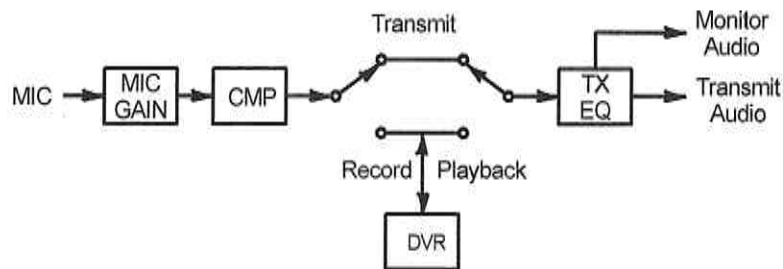 Transmit
Monitor
Audio
MIC
MIC
GAIN
CMP
TX
EQ
Transmit
Audio
Record
Playback
DVR